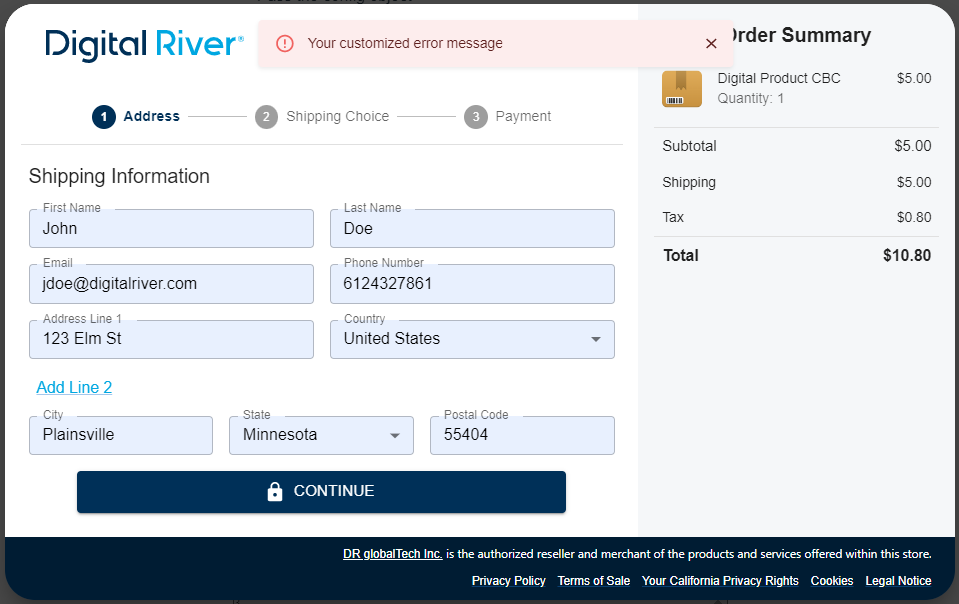 Digital River®
Your customized error message
Order Summary
Digital Product CBC $5.00
Quantity: 1
1 Address 2 Shipping Choice 3 Payment
Subtotal $5.00
Shipping $5.00
Tax $0.80
Total $10.80
Shipping Information
First Name Last Name
John Doe
Email Phone Number
jdoe@digitalriver.com 6124327861
Address Line 1 Country
123 Elm St United States
Add Line 2
City State Postal Code
Plainsville Minnesota 55404
CONTINUE
DR globalTech Inc. is the authorized reseller and merchant of the products and services offered within this store.
Privacy Policy Terms of Sale Your California Privacy Rights Cookies Legal Notice